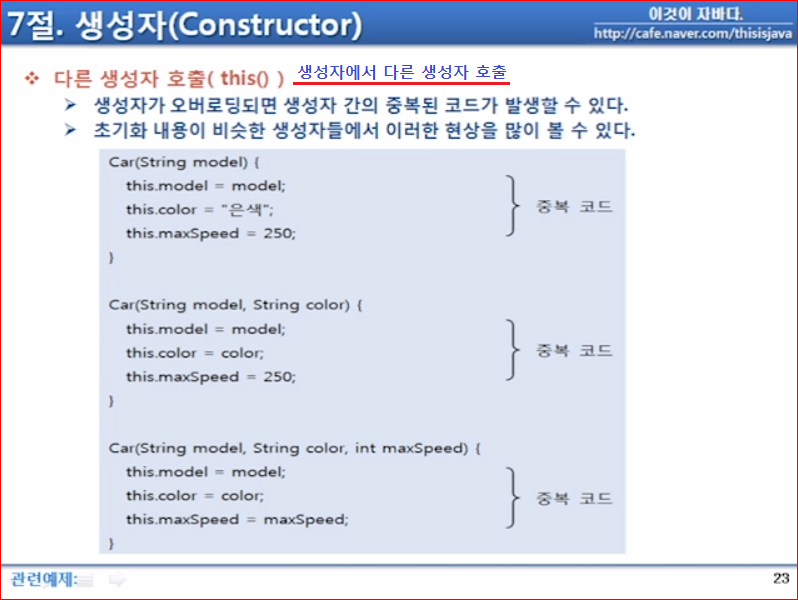 7절. 생성자(Constructor)
이것이 자바다.
http://cafe.naver.com/thisisjava
❖ 다른 생성자 호출( this() ) 생성자에서 다른 생성자 호출
➤ 생성자가 오버로딩되면 생성자 간의 중복된 코드가 발생할 수 있다.
➤ 초기화 내용이 비슷한 생성자들에서 이러한 현상을 많이 볼 수 있다.
Car(String model) {
this.model = model;
this.color = "은색";
this.maxSpeed = 250;
}
중복 코드
Car(String model, String color) {
this.model = model;
this.color = color;
this.maxSpeed = 250;
}
중복 코드
Car(String model, String color, int maxSpeed) {
this.model = model;
this.color = color;
this.maxSpeed = maxSpeed;
}
중복 코드
관련예제:
23